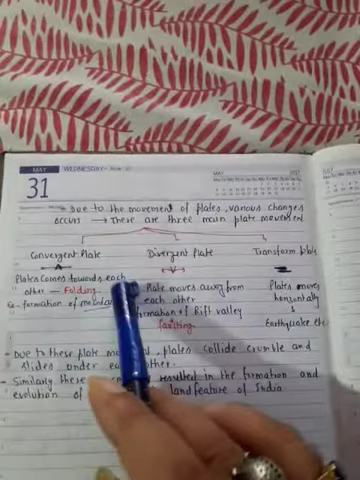 MAY WEDNESDAY
31
MAY
Due to the movement of plates, various changes
occurs → There are three main plate movement
Convergent Plate Divergent Plate Transform plate
Plates comes towards each
other — Folding
Plate moves away from
each other
Plates moves
horizontally
↓
Earthquake etc
formation of
formation of Rift valley
faulting
- Due to these plate plates collide crumble and
slides under each other.
- Similarly these resulted in the formation and
evolution of landfeature of India